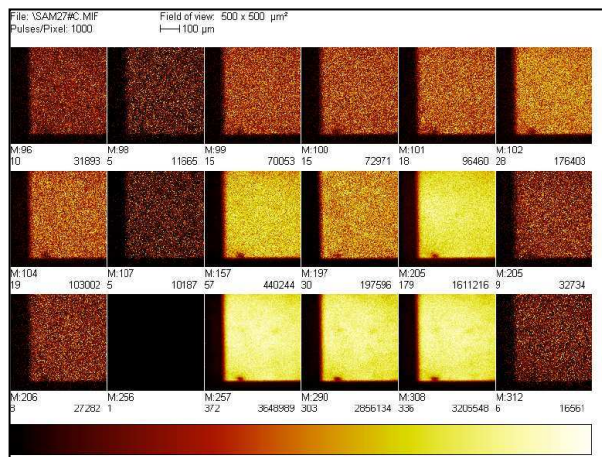 File: \SAM27#C.MIF Field of view: 500 x 500 µm²
Pulses/Pixel: 1000 100 µm
M:96 M:98 M:99 M:100 M:101 M:102
10 31893 5 11665 15 70053 15 72971 18 96460 28 176403
M:104 M:107 M:157 M:197 M:205 M:205
19 103002 5 10187 57 440244 30 197596 179 1611216 9 32734
M:206 M:256 M:257 M:290 M:308 M:312
8 27282 1 372 3648989 303 2856134 336 3205548 6 16561